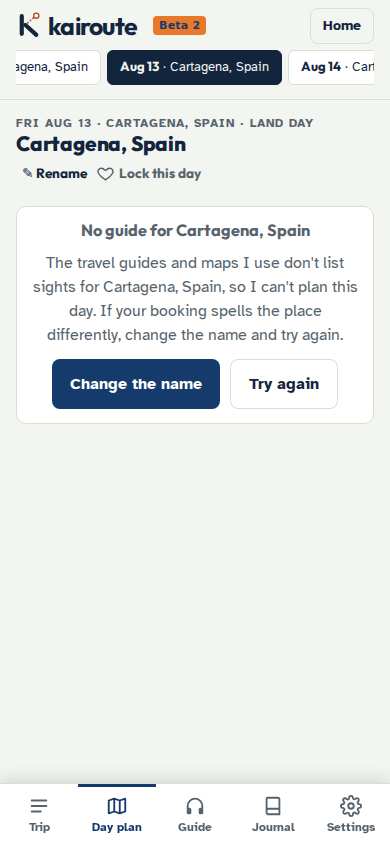 kairoute
Beta 2
Home
agena, Spain
Aug 13 · Cartagena, Spain
Aug 14 · Cart
FRI AUG 13 · CARTAGENA, SPAIN · LAND DAY
Cartagena, Spain
✎ Rename
Lock this day
No guide for Cartagena, Spain
The travel guides and maps I use don't list
sights for Cartagena, Spain, so I can't plan this
day. If your booking spells the place
differently, change the name and try again.
Change the name
Try again
Trip
Day plan
Guide
Journal
Settings